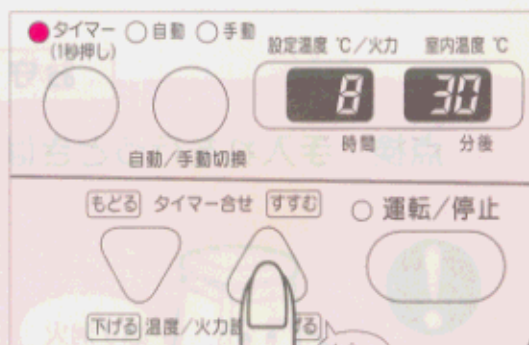 タイマー 自動 手動
(1秒押し)
設定温度 ℃/火力 室内温度 ℃
8 30
時間 分後
自動/手動切換
もどる タイマー合せ すすむ
運転/停止
下げる 温度/火力
る